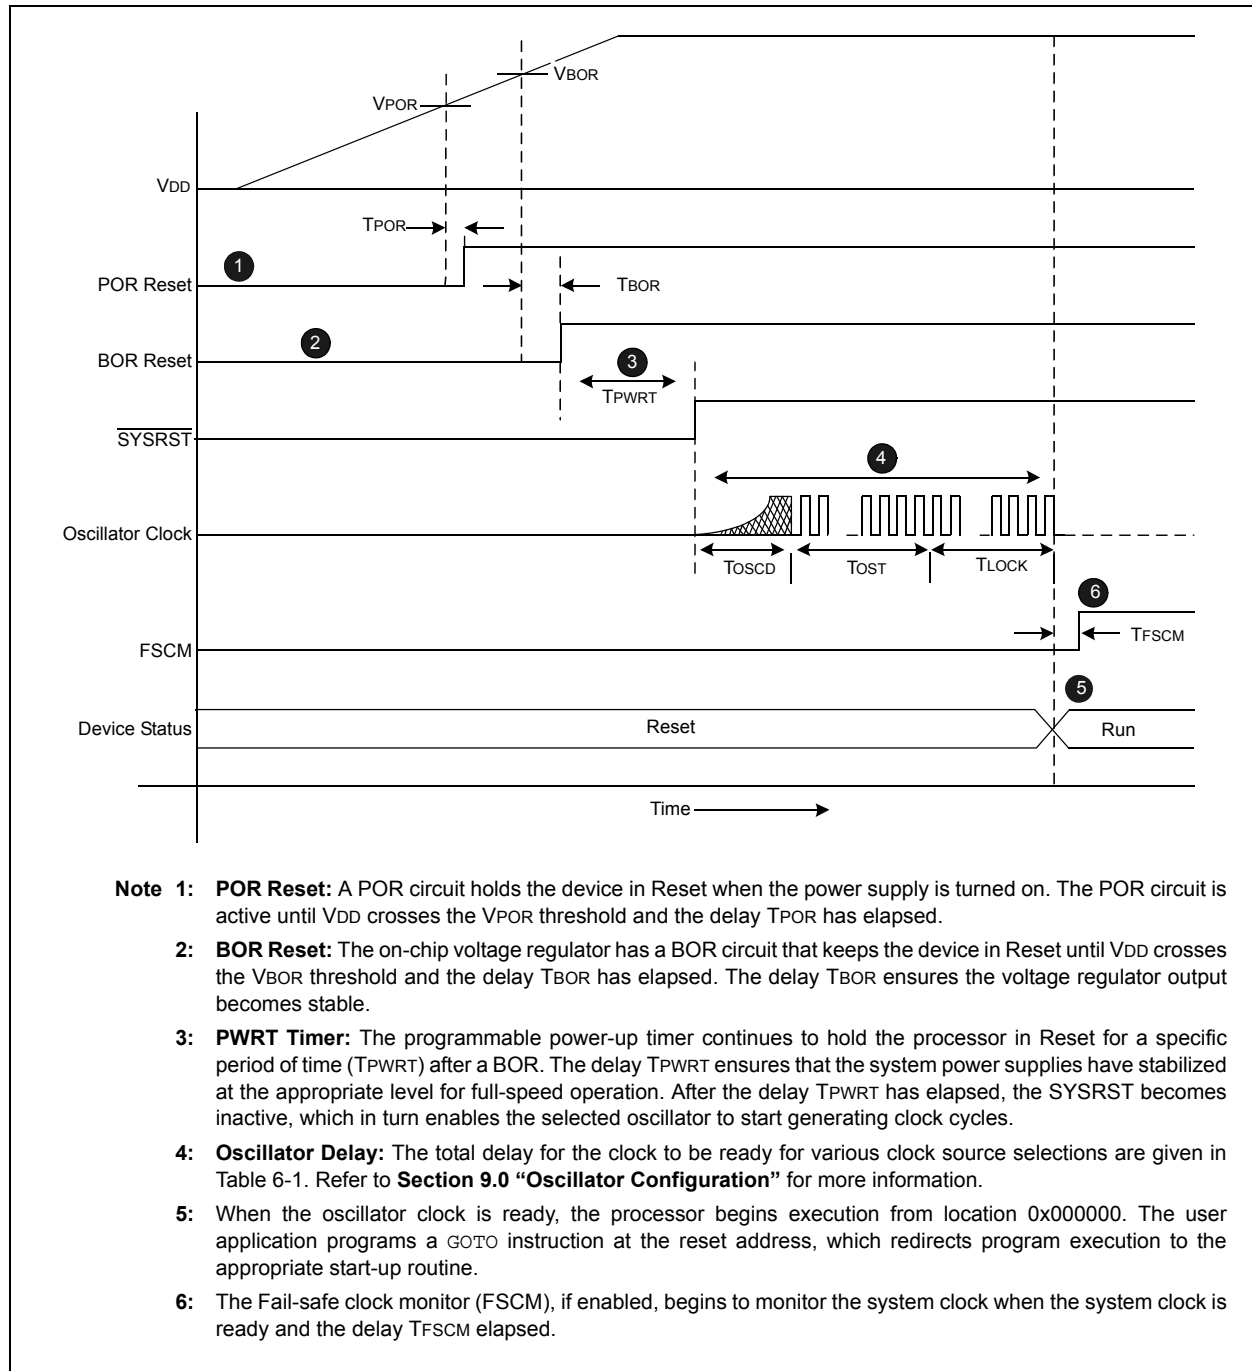 VBOR
VPOR
VDD
TPOR
1
POR Reset
TBOR
2
BOR Reset
3
TPWRT
SYSRST
4
Oscillator Clock
TOSCD
TOST
TLOCK
6
TFSCM
FSCM
5
Device Status
Reset
Run
Time
Note 1: POR Reset: A POR circuit holds the device in Reset when the power supply is turned on. The POR circuit is
active until VDD crosses the VPOR threshold and the delay TPOR has elapsed.
2: BOR Reset: The on-chip voltage regulator has a BOR circuit that keeps the device in Reset until VDD crosses
the VBOR threshold and the delay TBOR has elapsed. The delay TBOR ensures the voltage regulator output
becomes stable.
3: PWRT Timer: The programmable power-up timer continues to hold the processor in Reset for a specific
period of time (TPWRT) after a BOR. The delay TPWRT ensures that the system power supplies have stabilized
at the appropriate level for full-speed operation. After the delay TPWRT has elapsed, the SYSRST becomes
inactive, which in turn enables the selected oscillator to start generating clock cycles.
4: Oscillator Delay: The total delay for the clock to be ready for various clock source selections are given in
Table 6-1. Refer to Section 9.0 “Oscillator Configuration” for more information.
5: When the oscillator clock is ready, the processor begins execution from location 0x000000. The user
application programs a GOTO instruction at the reset address, which redirects program execution to the
appropriate start-up routine.
6: The Fail-safe clock monitor (FSCM), if enabled, begins to monitor the system clock when the system clock is
ready and the delay TFSCM elapsed.